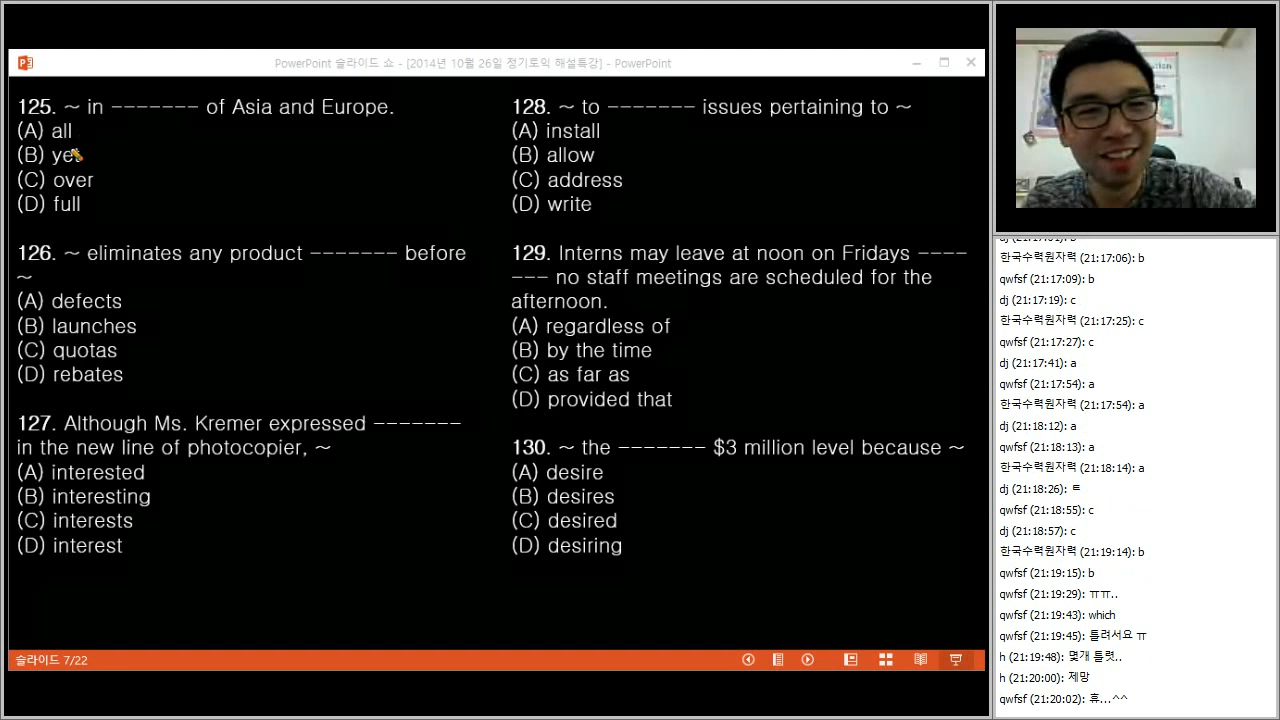 PowerPoint 슬라이드 쇼 - [2014년 10월 26일 정기토익 해설특강] - PowerPoint
125. ~ in ------- of Asia and Europe.
(A) all
(B) yet
(C) over
(D) full
126. ~ eliminates any product ------- before
~
(A) defects
(B) launches
(C) quotas
(D) rebates
127. Although Ms. Kremer expressed -------
in the new line of photocopier, ~
(A) interested
(B) interesting
(C) interests
(D) interest
128. ~ to ------- issues pertaining to ~
(A) install
(B) allow
(C) address
(D) write
129. Interns may leave at noon on Fridays ----
--- no staff meetings are scheduled for the
afternoon.
(A) regardless of
(B) by the time
(C) as far as
(D) provided that
130. ~ the ------- $3 million level because ~
(A) desire
(B) desires
(C) desired
(D) desiring
슬라이드 7/22
한국수력원자력 (21:17:06): b
qwfsf (21:17:09): b
dj (21:17:19): c
한국수력원자력 (21:17:25): c
qwfsf (21:17:27): c
dj (21:17:41): a
qwfsf (21:17:54): a
한국수력원자력 (21:17:54): a
dj (21:18:12): a
qwfsf (21:18:13): a
한국수력원자력 (21:18:14): a
dj (21:18:26): ㅌ
qwfsf (21:18:55): c
dj (21:18:57): c
한국수력원자력 (21:19:14): b
qwfsf (21:19:15): b
qwfsf (21:19:29): ㅠㅠ..
qwfsf (21:19:43): which
qwfsf (21:19:45): 틀려서요 ㅠ
h (21:19:48): 몇개 틀렷..
h (21:20:00): 제망
qwfsf (21:20:02): 휴...^^